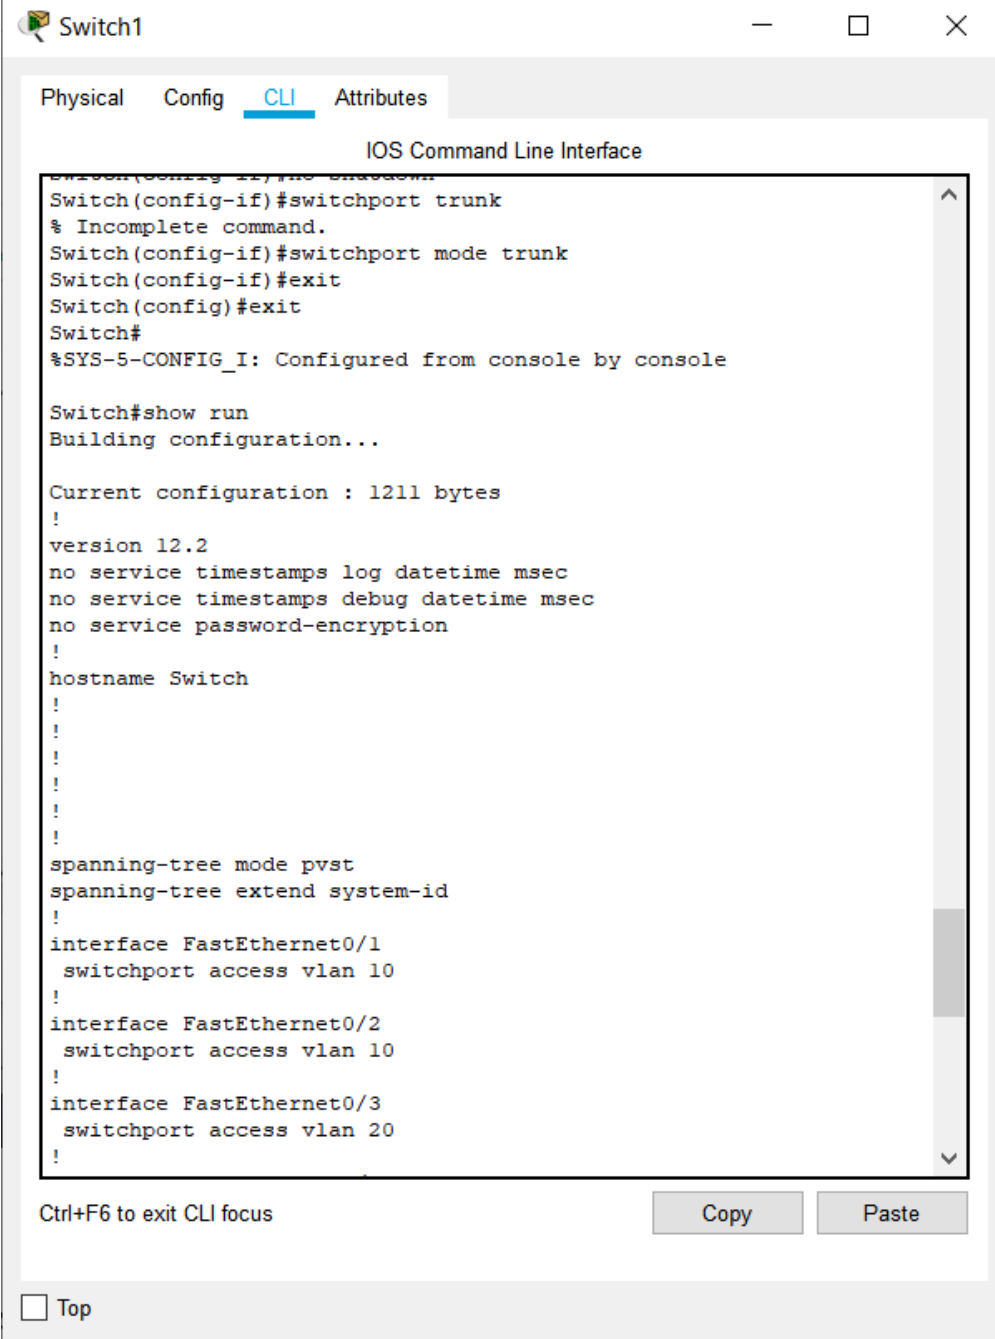 Switch1
Physical Config CLI Attributes
IOS Command Line Interface
Switch(config-if)#no shutdown
Switch(config-if)#switchport trunk
% Incomplete command.
Switch(config-if)#switchport mode trunk
Switch(config-if)#exit
Switch(config)#exit
Switch#
%SYS-5-CONFIG_I: Configured from console by console
Switch#show run
Building configuration...
Current configuration : 1211 bytes
!
version 12.2
no service timestamps log datetime msec
no service timestamps debug datetime msec
no service password-encryption
!
hostname Switch
!
!
!
!
!
!
spanning-tree mode pvst
spanning-tree extend system-id
!
interface FastEthernet0/1
switchport access vlan 10
!
interface FastEthernet0/2
switchport access vlan 10
!
interface FastEthernet0/3
switchport access vlan 20
!
Ctrl+F6 to exit CLI focus
Copy Paste
Top